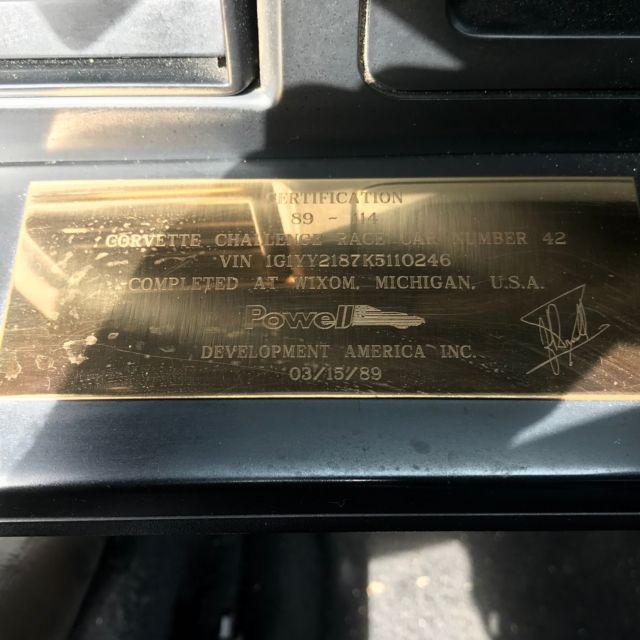 CERTIFICATION
89 - 114
CORVETTE CHALLENGE RACE CAR NUMBER 42
VIN 1G1YY2187K5110246
COMPLETED AT WIXOM, MICHIGAN, U.S.A.
Powell
DEVELOPMENT AMERICA INC.
03/15/89